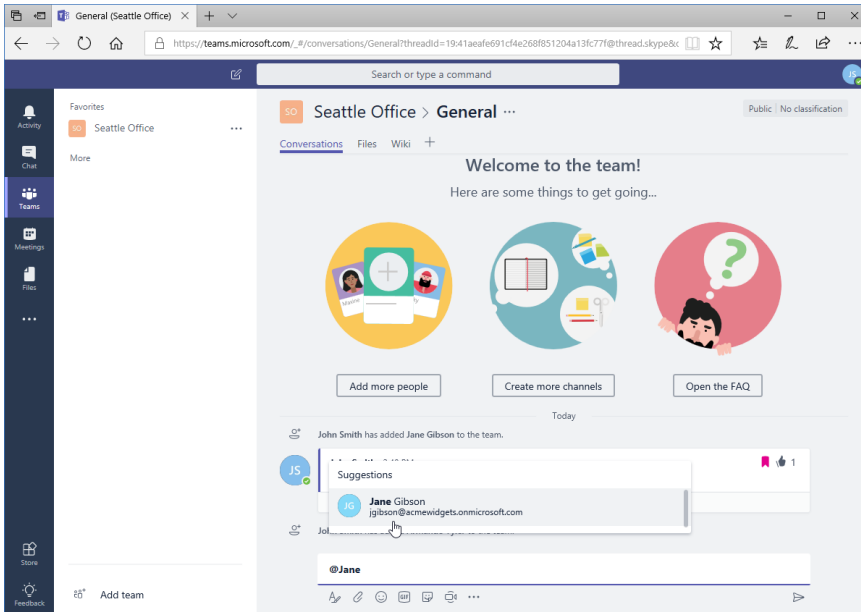 General (Seattle Office)
https://teams.microsoft.com/_#/conversations/General?threadId=19:41aeafe691cf4e268f851204a13fc77f@thread.skype&c
Search or type a command
JS
Activity
Chat
Teams
Meetings
Files
Store
Feedback
Favorites
SO Seattle Office
More
Add team
SO Seattle Office > General
Public No classification
Conversations Files Wiki
Welcome to the team!
Here are some things to get going...
Maxine
Add more people
Create more channels
Open the FAQ
Today
John Smith has added Jane Gibson to the team.
JS
1
Suggestions
JG Jane Gibson
jgibson@acmewidgets.onmicrosoft.com
@Jane
GIF